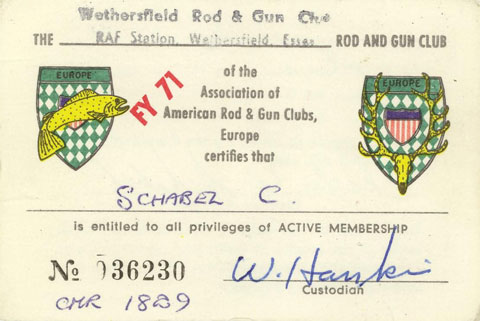 Wethersfield Rod & Gun Clue
THE RAF Station, Wethersfield, Essex ROD AND GUN CLUB
EUROPE
FY 71
of the
Association of
American Rod & Gun Clubs,
Europe
certifies that
EUROPE
SCHABEL C.
is entitled to all privileges of ACTIVE MEMBERSHIP
№ 036230
W.
Custodian
CMR 1889